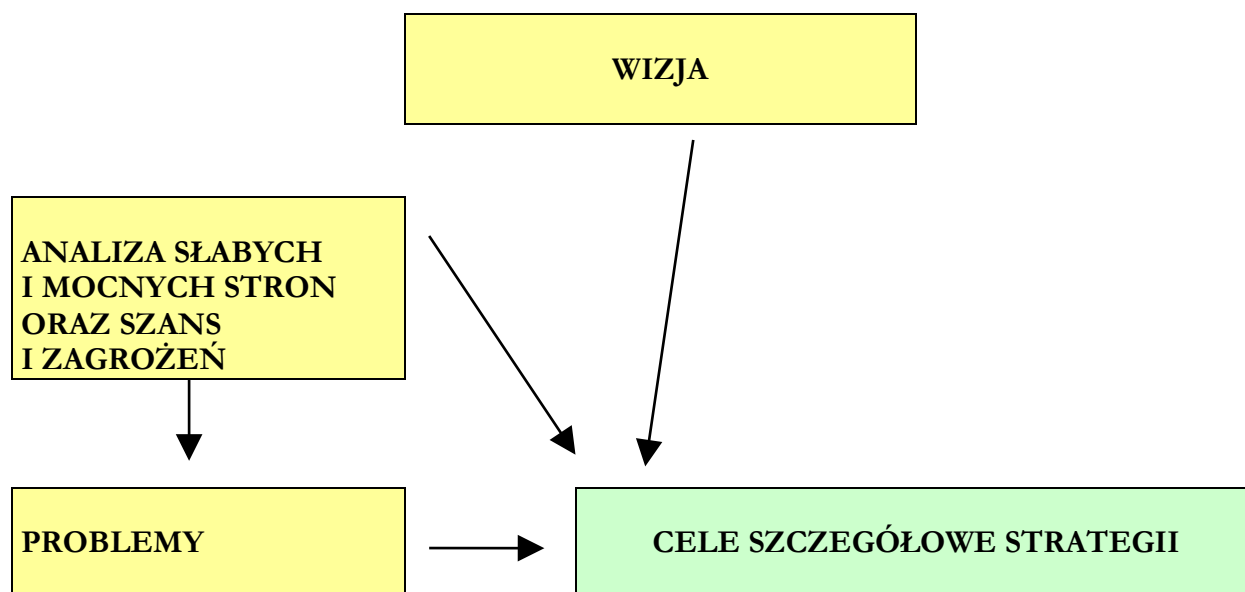 WIZJA
ANALIZA SŁABYCH
I MOCNYCH STRON
ORAZ SZANS
I ZAGROŻEŃ
PROBLEMY
CELE SZCZEGÓŁOWE STRATEGII